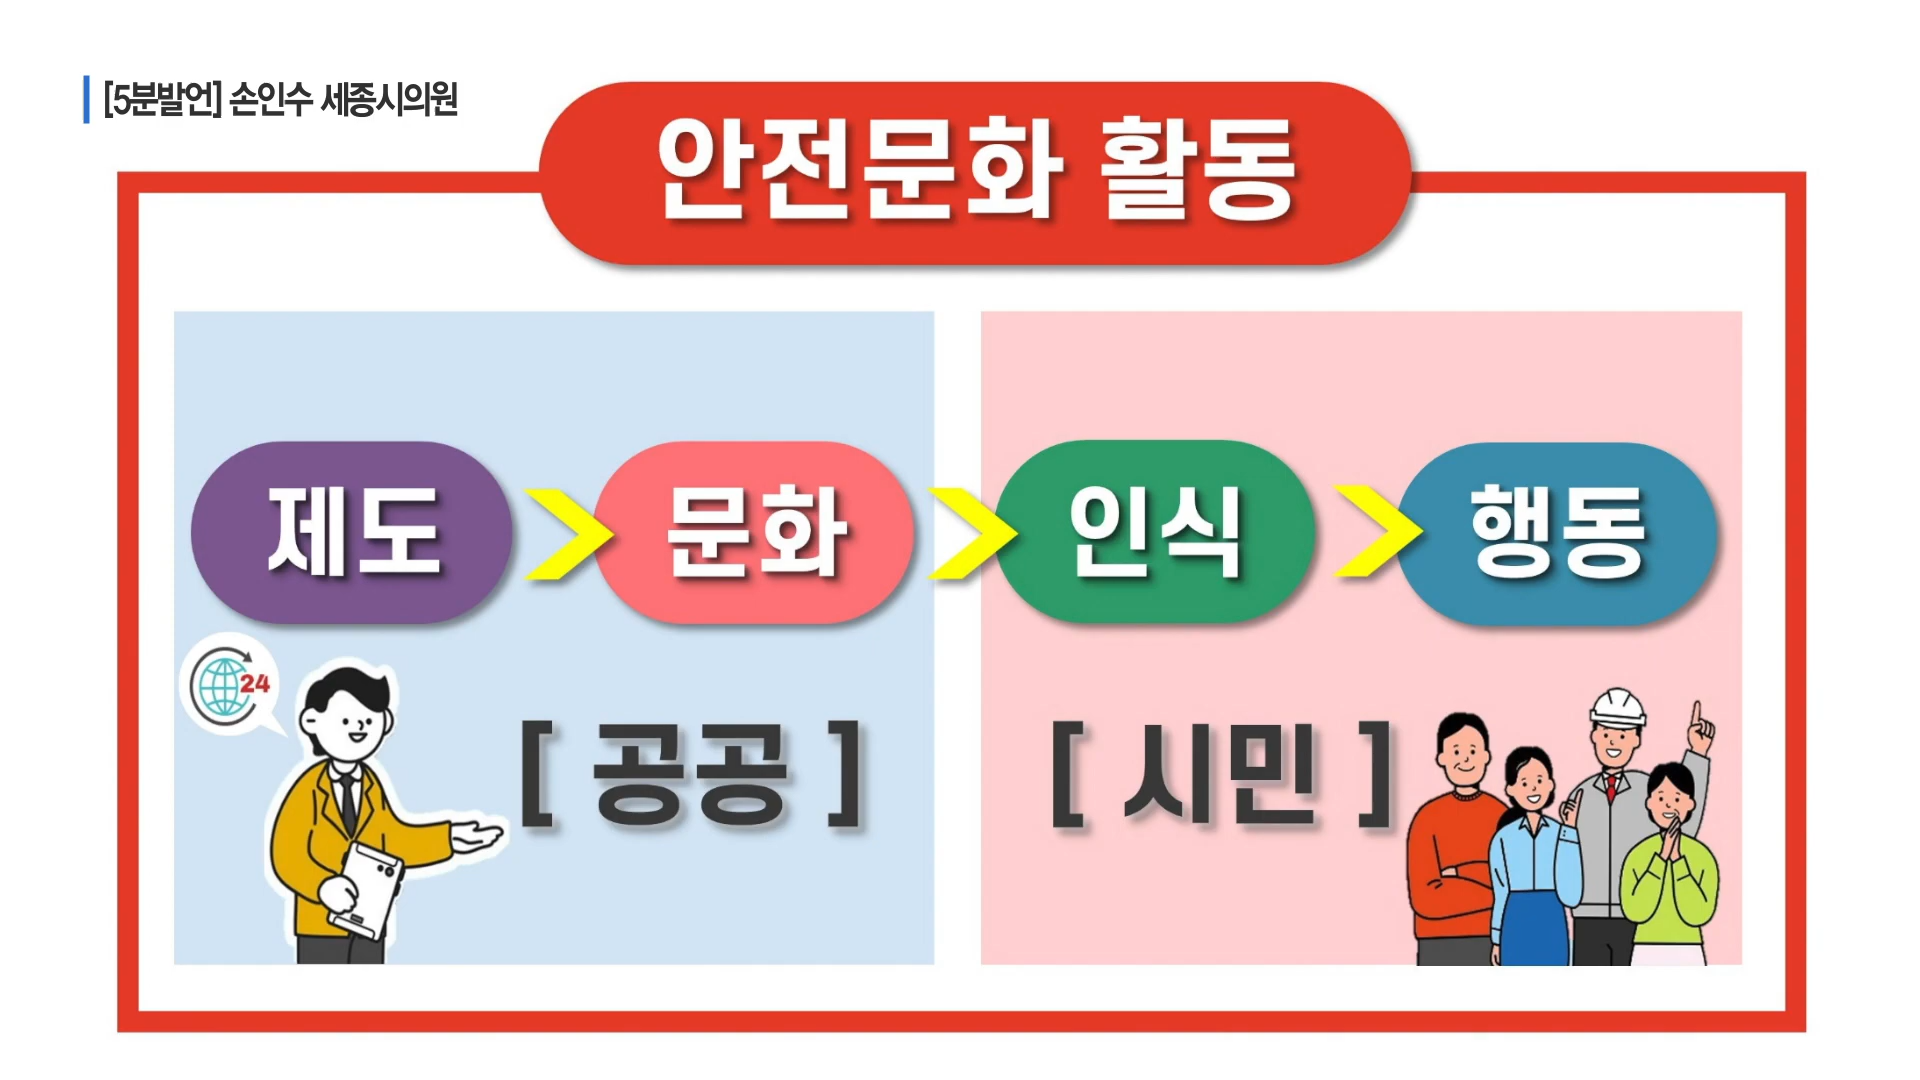 [5분발언] 손인수 세종시의원
안전문화 활동
제도 문화 인식 행동
24
[ 공공 ] [ 시민 ]